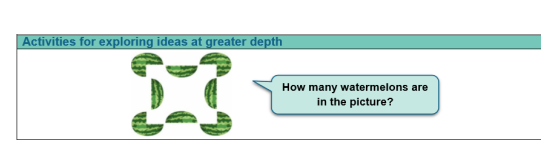 Activities for exploring ideas at greater depth
How many watermelons are
in the picture?